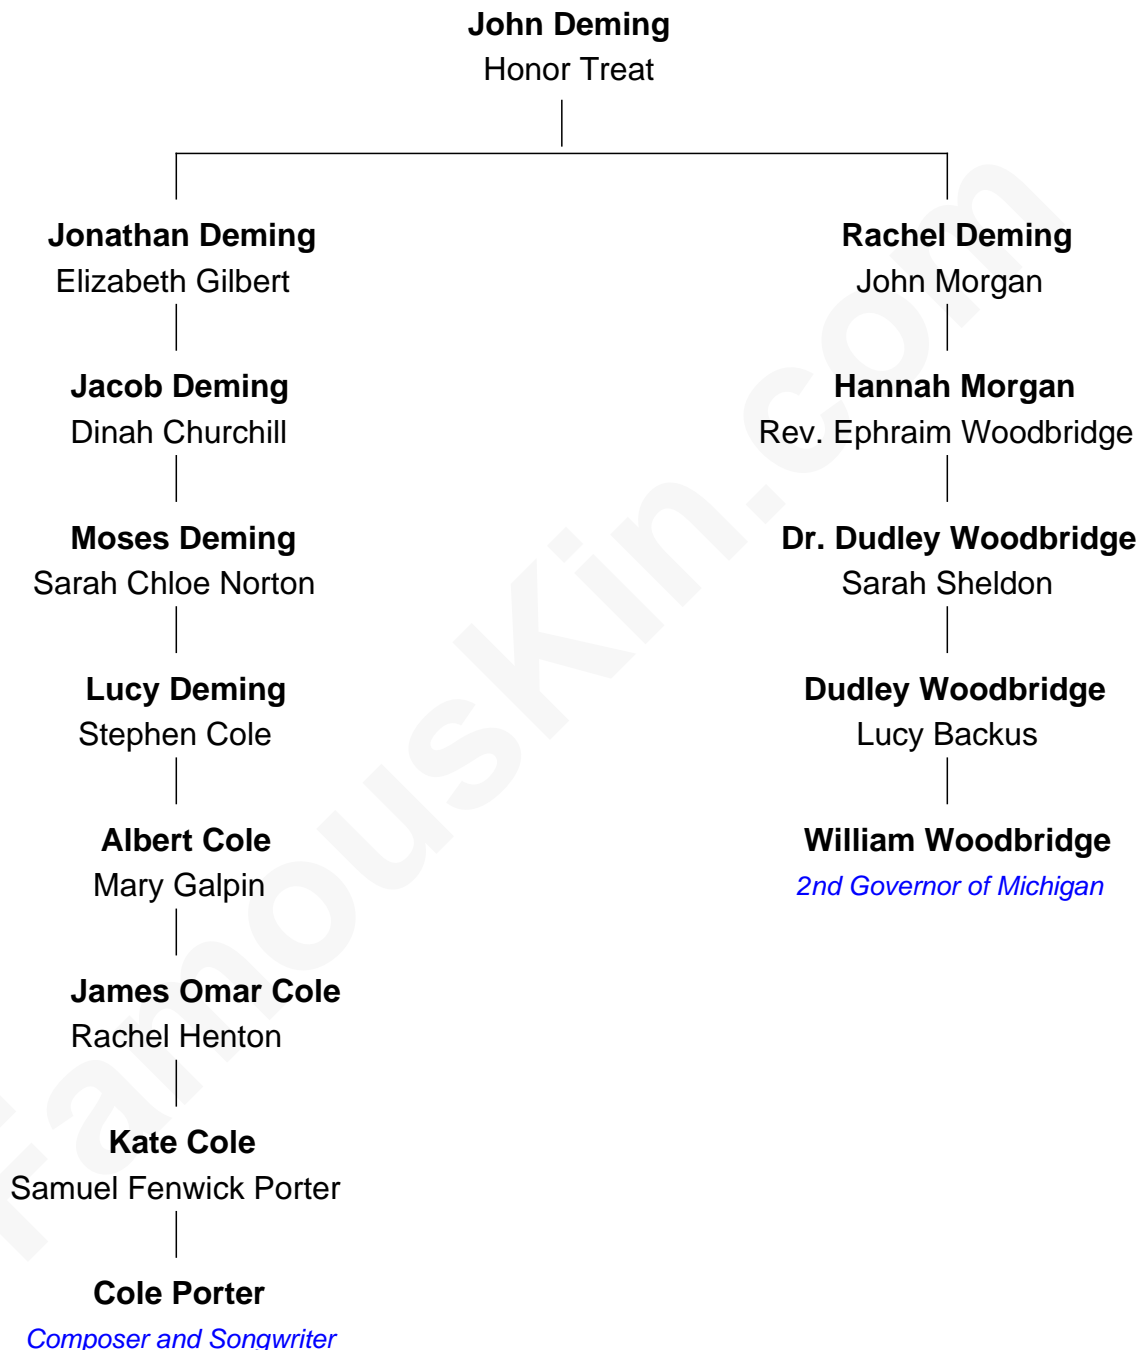 John Deming
Honor Treat
Jonathan Deming
Elizabeth Gilbert
Jacob Deming
Dinah Churchill
Moses Deming
Sarah Chloe Norton
Lucy Deming
Stephen Cole
Albert Cole
Mary Galpin
James Omar Cole
Rachel Henton
Kate Cole
Samuel Fenwick Porter
Cole Porter
Composer and Songwriter
Rachel Deming
John Morgan
Hannah Morgan
Rev. Ephraim Woodbridge
Dr. Dudley Woodbridge
Sarah Sheldon
Dudley Woodbridge
Lucy Backus
William Woodbridge
2nd Governor of Michigan
FamousKin.com